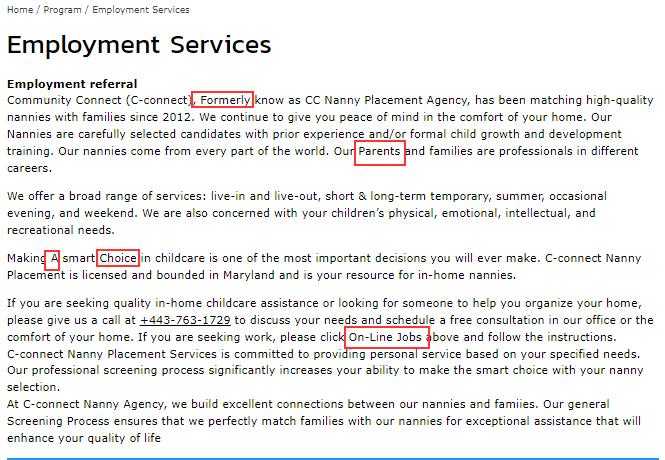 Home / Program / Employment Services
Employment Services
Employment referral
Community Connect (C-connect), Formerly know as CC Nanny Placement Agency, has been matching high-quality
nannies with families since 2012. We continue to give you peace of mind in the comfort of your home. Our
Nannies are carefully selected candidates with prior experience and/or formal child growth and development
training. Our nannies come from every part of the world. Our Parents and families are professionals in different
careers.
We offer a broad range of services: live-in and live-out, short & long-term temporary, summer, occasional
evening, and weekend. We are also concerned with your children’s physical, emotional, intellectual, and
recreational needs.
Making A smart Choice in childcare is one of the most important decisions you will ever make. C-connect Nanny
Placement is licensed and bounded in Maryland and is your resource for in-home nannies.
If you are seeking quality in-home childcare assistance or looking for someone to help you organize your home,
please give us a call at +443-763-1729 to discuss your needs and schedule a free consultation in our office or the
comfort of your home. If you are seeking work, please click On-Line Jobs above and follow the instructions.
C-connect Nanny Placement Services is committed to providing personal service based on your specified needs.
Our professional screening process significantly increases your ability to make the smart choice with your nanny
selection.
At C-connect Nanny Agency, we build excellent connections between our nannies and famiies. Our general
Screening Process ensures that we perfectly match families with our nannies for exceptional assistance that will
enhance your quality of life